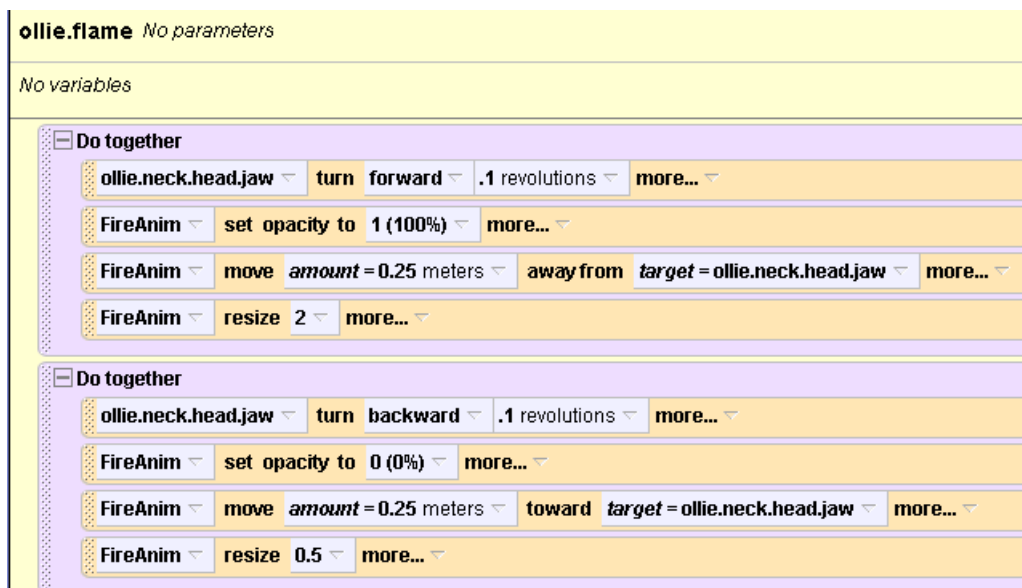 ollie.flame No parameters
No variables
Do together
ollie.neck.head.jaw turn forward .1 revolutions more...
FireAnim set opacity to 1 (100%) more...
FireAnim move amount = 0.25 meters away from target = ollie.neck.head.jaw more...
FireAnim resize 2 more...
Do together
ollie.neck.head.jaw turn backward .1 revolutions more...
FireAnim set opacity to 0 (0%) more...
FireAnim move amount = 0.25 meters toward target = ollie.neck.head.jaw more...
FireAnim resize 0.5 more...